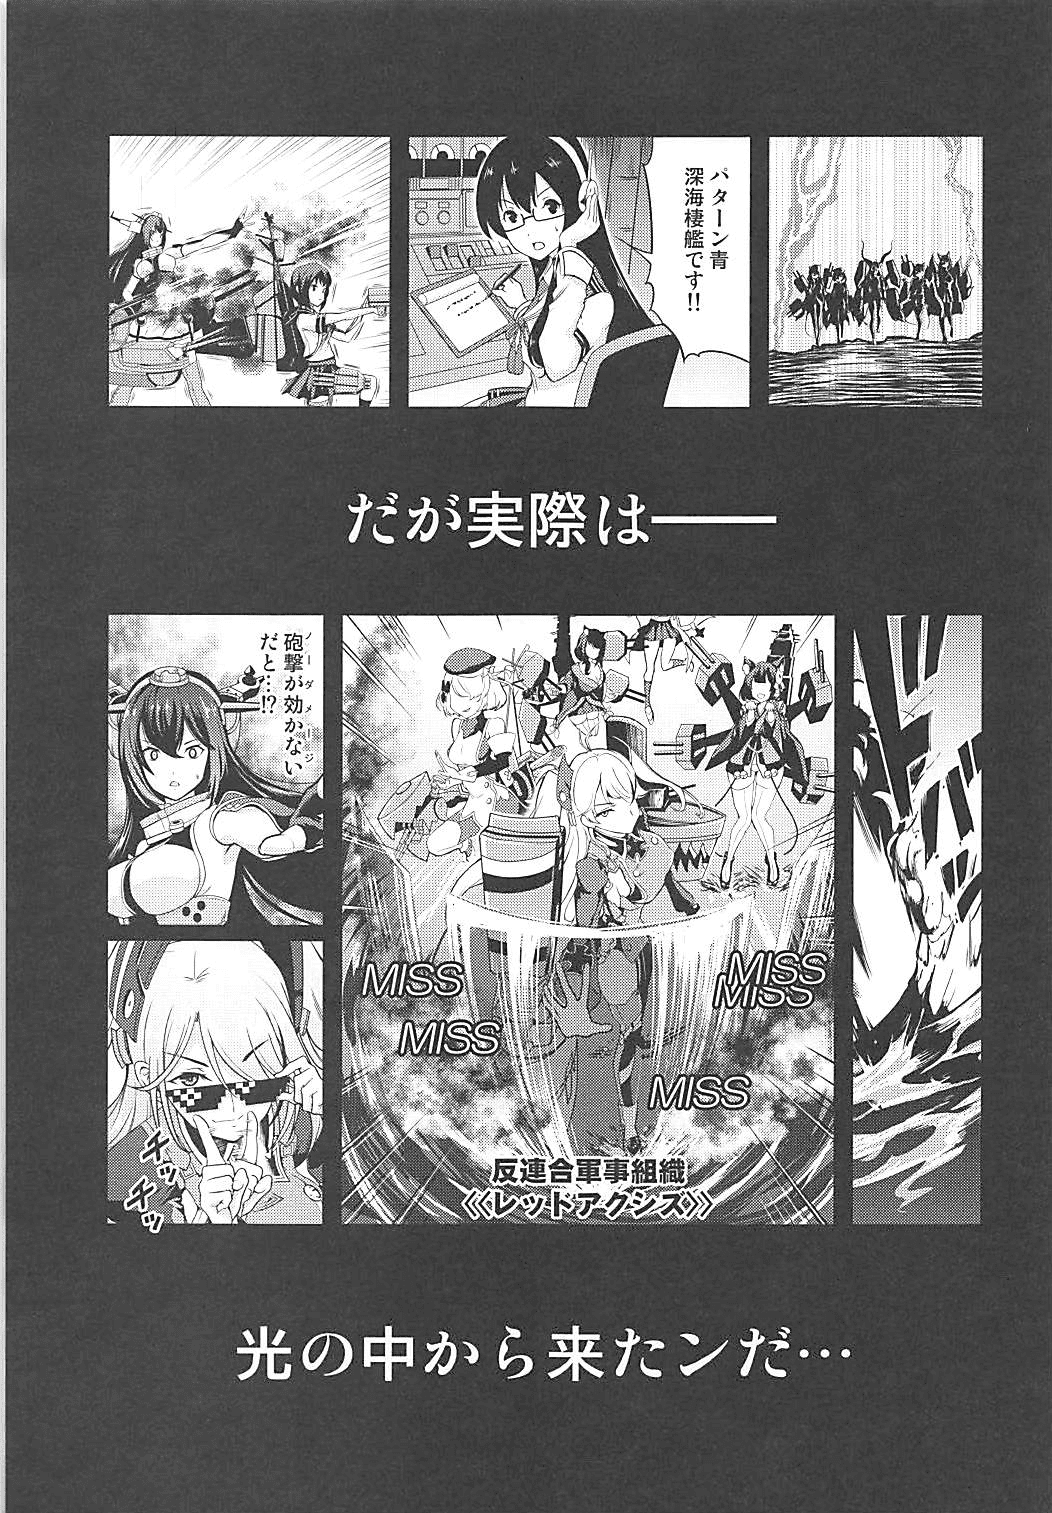 パターン青
深海棲艦です!!
だが実際は――
砲撃が効かない
ノーダメージ
だと…!?
MISS
MISS
MISS
MISS
MISS
反連合軍事組織
《レッドアクシズ》
チッ
チッ
光の中から来たンだ…